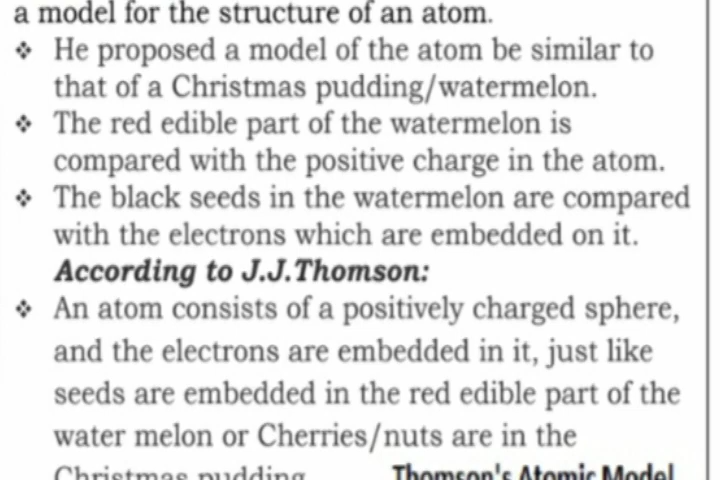 a model for the structure of an atom.
❖ He proposed a model of the atom be similar to
that of a Christmas pudding/watermelon.
❖ The red edible part of the watermelon is
compared with the positive charge in the atom.
❖ The black seeds in the watermelon are compared
with the electrons which are embedded on it.
According to J.J.Thomson:
❖ An atom consists of a positively charged sphere,
and the electrons are embedded in it, just like
seeds are embedded in the red edible part of the
water melon or Cherries/nuts are in the
Christmas pudding. Thomson's Atomic Model